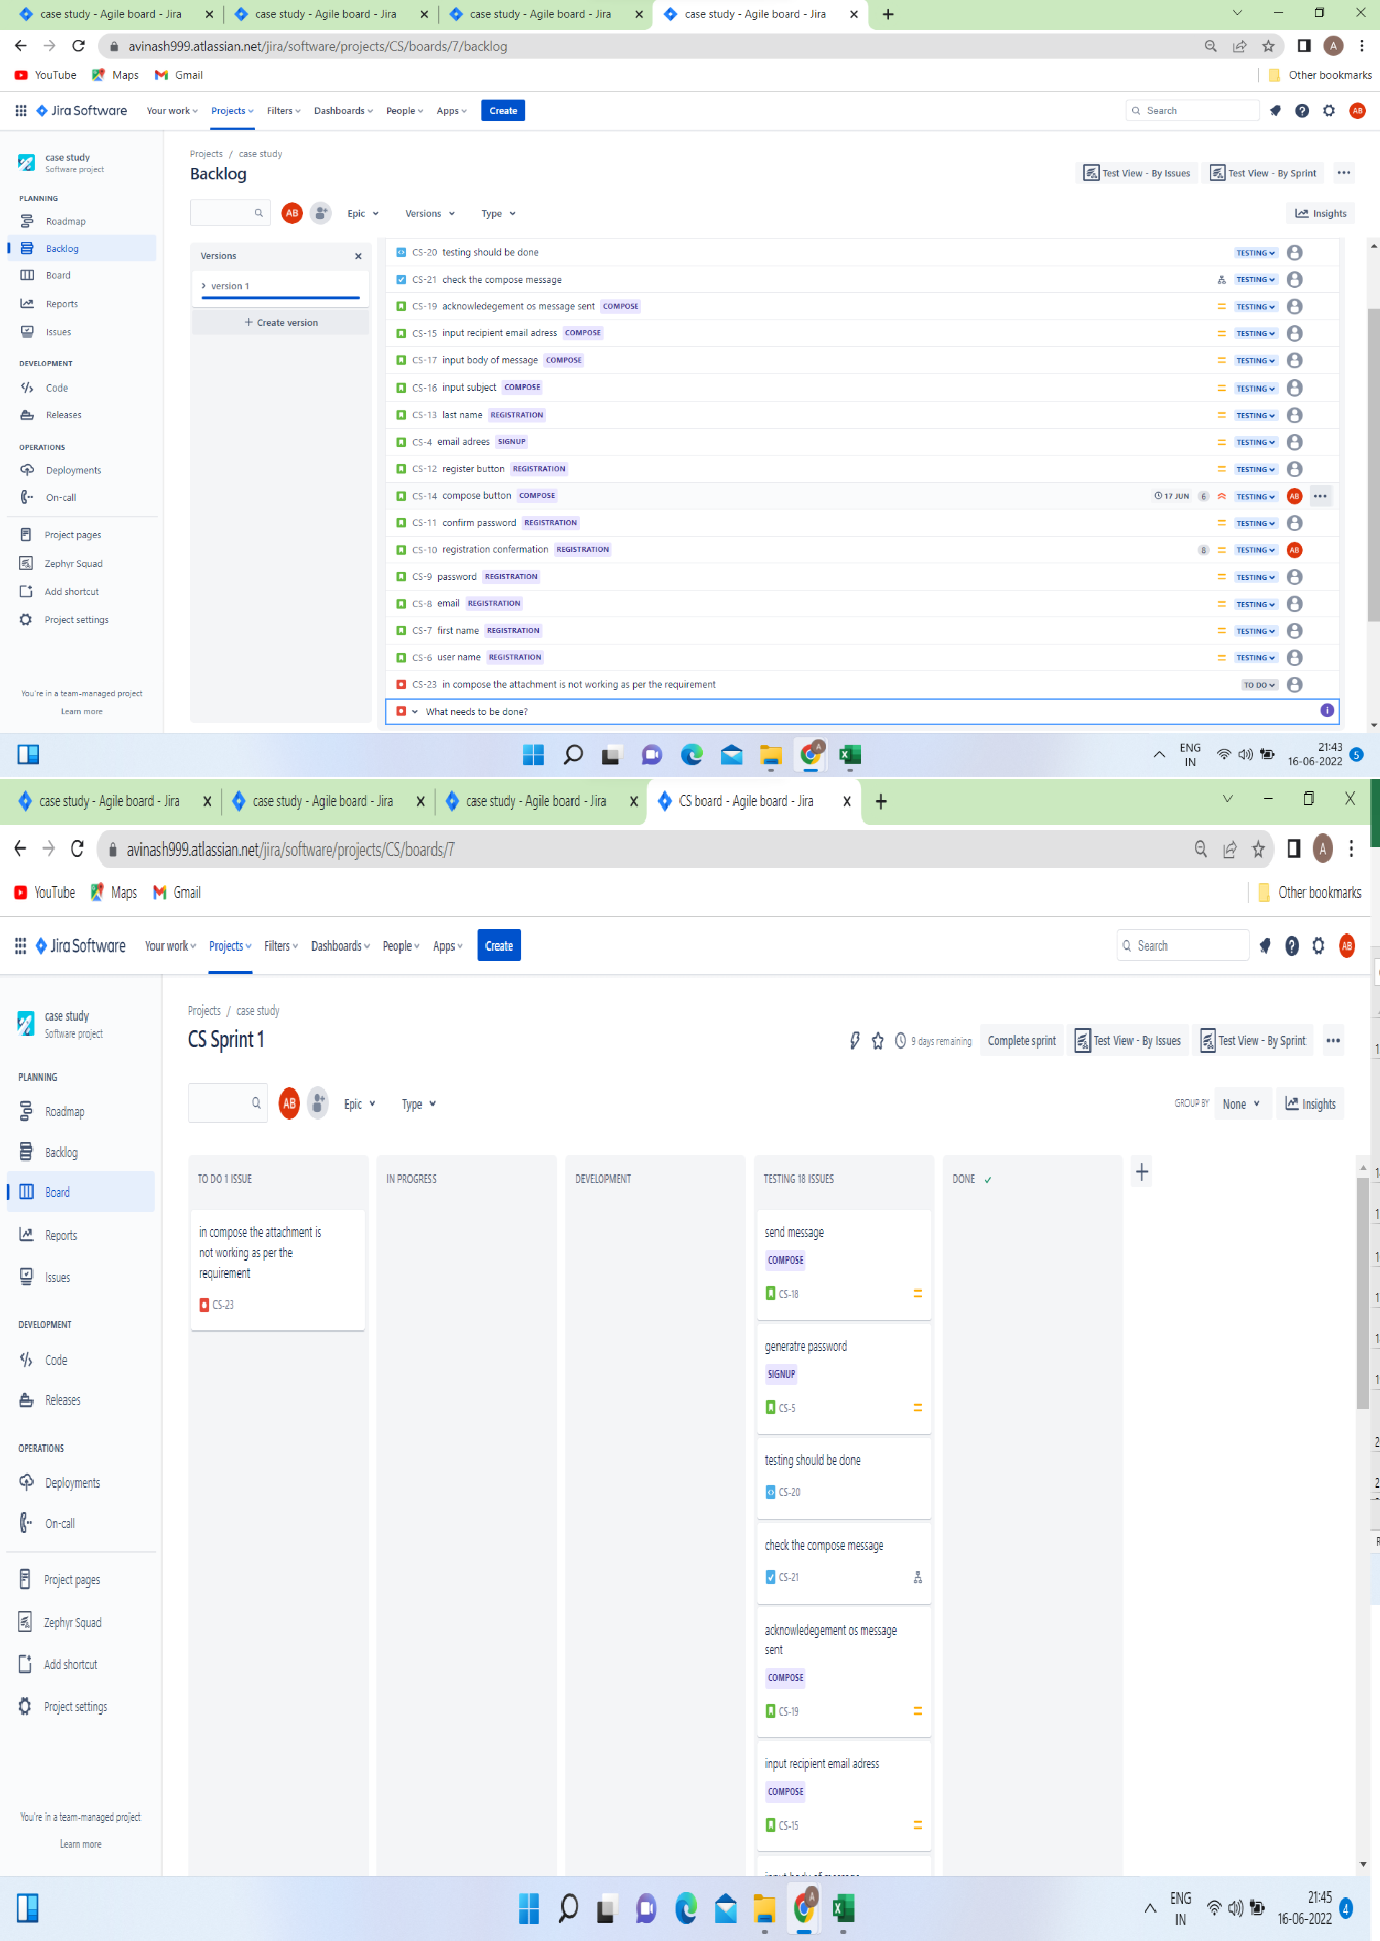 case study - Agile board - Jira
case study - Agile board - Jira
case study - Agile board - Jira
case study - Agile board - Jira
avinash999.atlassian.net/jira/software/projects/CS/boards/7/backlog
A
YouTube Maps Gmail Other bookmarks
Jira Software Your work Projects Filters Dashboards People Apps Create Search AB
case study
Software project
PLANNING
Roadmap
Backlog
Board
Reports
Issues
DEVELOPMENT
Code
Releases
OPERATIONS
Deployments
On-call
Project pages
Zephyr Squad
Add shortcut
Project settings
You're in a team-managed project
Learn more
Projects / case study
Backlog
Test View - By Issues Test View - By Sprint
AB Epic Versions Type Insights
Versions
version 1
+ Create version
CS-20 testing should be done TESTING
CS-21 check the compose message TESTING
CS-19 acknowledegement os message sent COMPOSE TESTING
CS-15 input recipient email adress COMPOSE TESTING
CS-17 input body of message COMPOSE TESTING
CS-16 input subject COMPOSE TESTING
CS-13 last name REGISTRATION TESTING
CS-4 email adrees SIGNUP TESTING
CS-12 register button REGISTRATION TESTING
CS-14 compose button COMPOSE 17 JUN 6 TESTING AB
CS-11 confirm password REGISTRATION TESTING
CS-10 registration confermation REGISTRATION 8 TESTING AB
CS-9 password REGISTRATION TESTING
CS-8 email REGISTRATION TESTING
CS-7 first name REGISTRATION TESTING
CS-6 user name REGISTRATION TESTING
CS-23 in compose the attachment is not working as per the requirement TO DO
What needs to be done?
ENG
IN
21:43
16-06-2022
5
case study - Agile board - Jira
case study - Agile board - Jira
case study - Agile board - Jira
CS board - Agile board - Jira
avinash999.atlassian.net/jira/software/projects/CS/boards/7
A
YouTube Maps Gmail Other bookmarks
Jira Software Your work Projects Filters Dashboards People Apps Create Search AB
case study
Software project
PLANNING
Roadmap
Backlog
Board
Reports
Issues
DEVELOPMENT
Code
Releases
OPERATIONS
Deployments
On-call
Project pages
Zephyr Squad
Add shortcut
Project settings
You're in a team-managed project
Learn more
Projects / case study
CS Sprint 1
9 days remaining Complete sprint Test View - By Issues Test View - By Sprint
AB Epic Type GROUP BY None Insights
TO DO 1 ISSUE
in compose the attachment is
not working as per the
requirement
CS-23
IN PROGRESS
DEVELOPMENT
TESTING 18 ISSUES
send message
COMPOSE
CS-18
generatre password
SIGNUP
CS-5
testing should be done
CS-20
check the compose message
CS-21
acknowledegement os message
sent
COMPOSE
CS-19
input recipient email adress
COMPOSE
CS-15
DONE
ENG
IN
21:45
16-06-2022
4